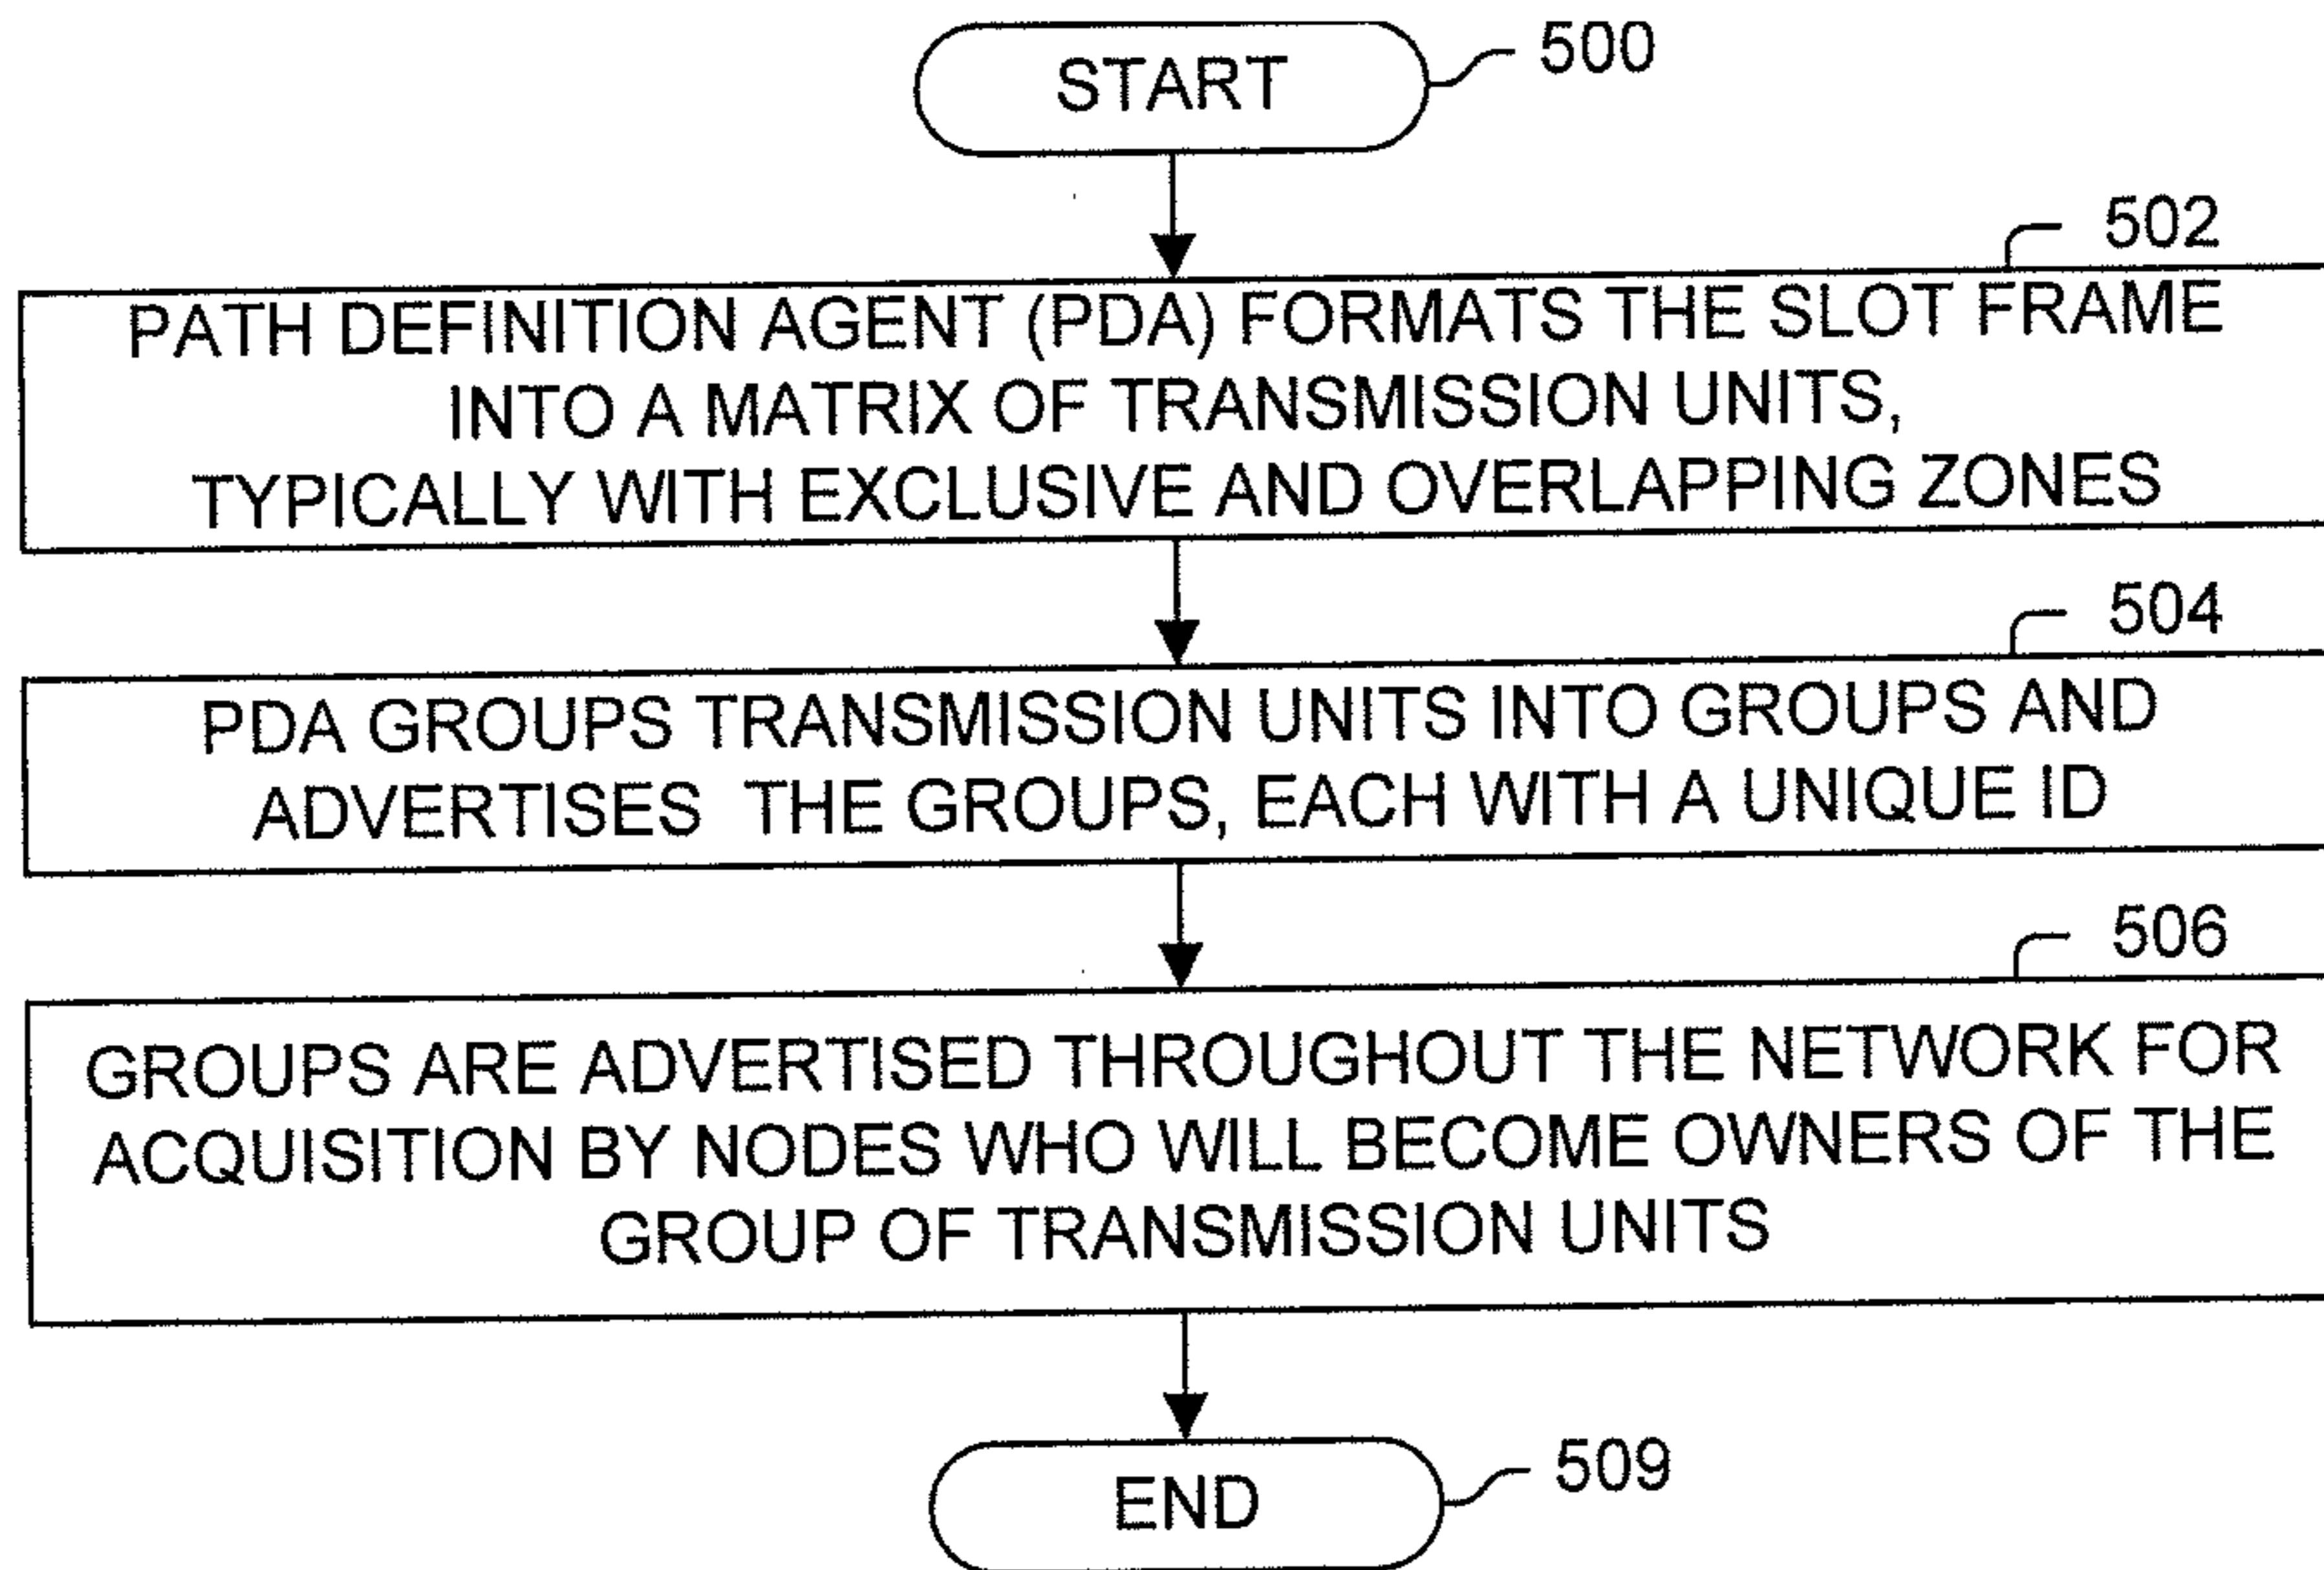 START
500
502
PATH DEFINITION AGENT (PDA) FORMATS THE SLOT FRAME
INTO A MATRIX OF TRANSMISSION UNITS,
TYPICALLY WITH EXCLUSIVE AND OVERLAPPING ZONES
504
PDA GROUPS TRANSMISSION UNITS INTO GROUPS AND
ADVERTISES THE GROUPS, EACH WITH A UNIQUE ID
506
GROUPS ARE ADVERTISED THROUGHOUT THE NETWORK FOR
ACQUISITION BY NODES WHO WILL BECOME OWNERS OF THE
GROUP OF TRANSMISSION UNITS
END
509